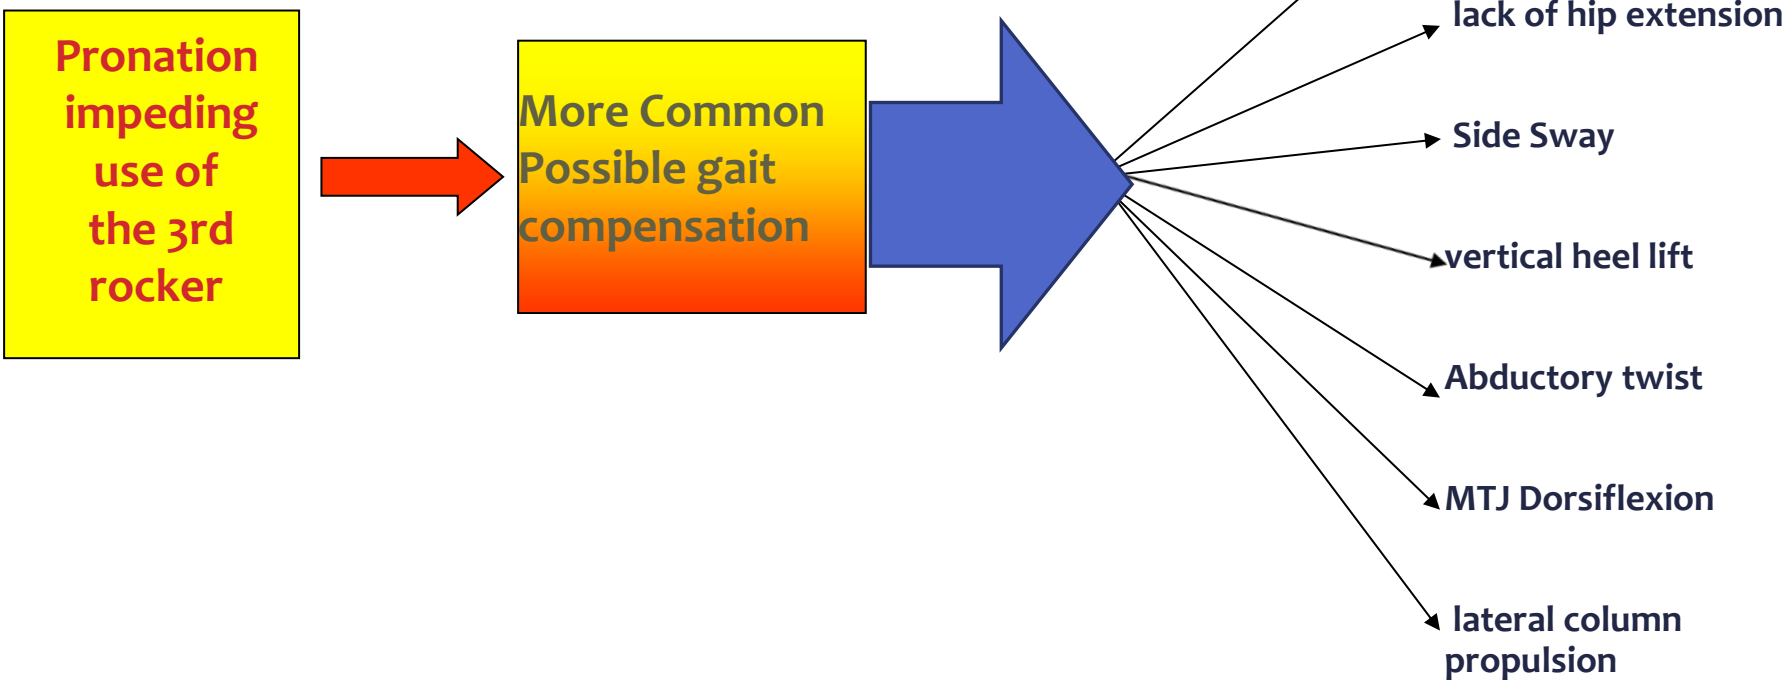 Pronation
impeding
use of
the 3rd
rocker
More Common
Possible gait
compensation
lack of hip extension
Side Sway
vertical heel lift
Abductory twist
MTJ Dorsiflexion
lateral column
propulsion